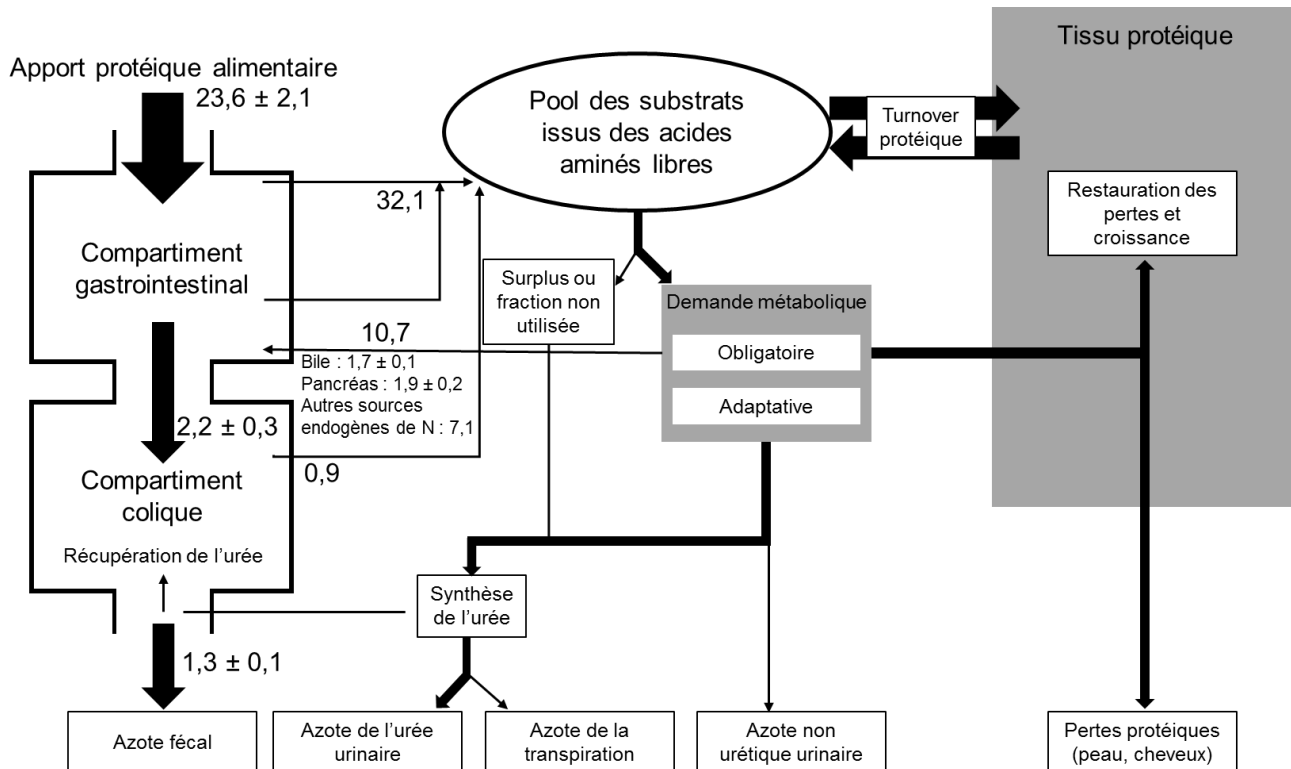 Apport protéique alimentaire
23,6 ± 2,1
Compartiment
gastrointestinal
32,1
10,7
Bile : 1,7 ± 0,1
Pancréas : 1,9 ± 0,2
Autres sources
endogènes de N : 7,1
2,2 ± 0,3
0,9
Compartiment
colique
Récupération de l’urée
1,3 ± 0,1
Pool des substrats
issus des acides
aminés libres
Turnover
protéique
Tissu protéique
Restauration des
pertes et
croissance
Surplus ou
fraction non
utilisée
Demande métabolique
Obligatoire
Adaptative
Synthèse
de l’urée
Azote fécal
Azote de l’urée
urinaire
Azote de la
transpiration
Azote non
urétique urinaire
Pertes protéiques
(peau, cheveux)